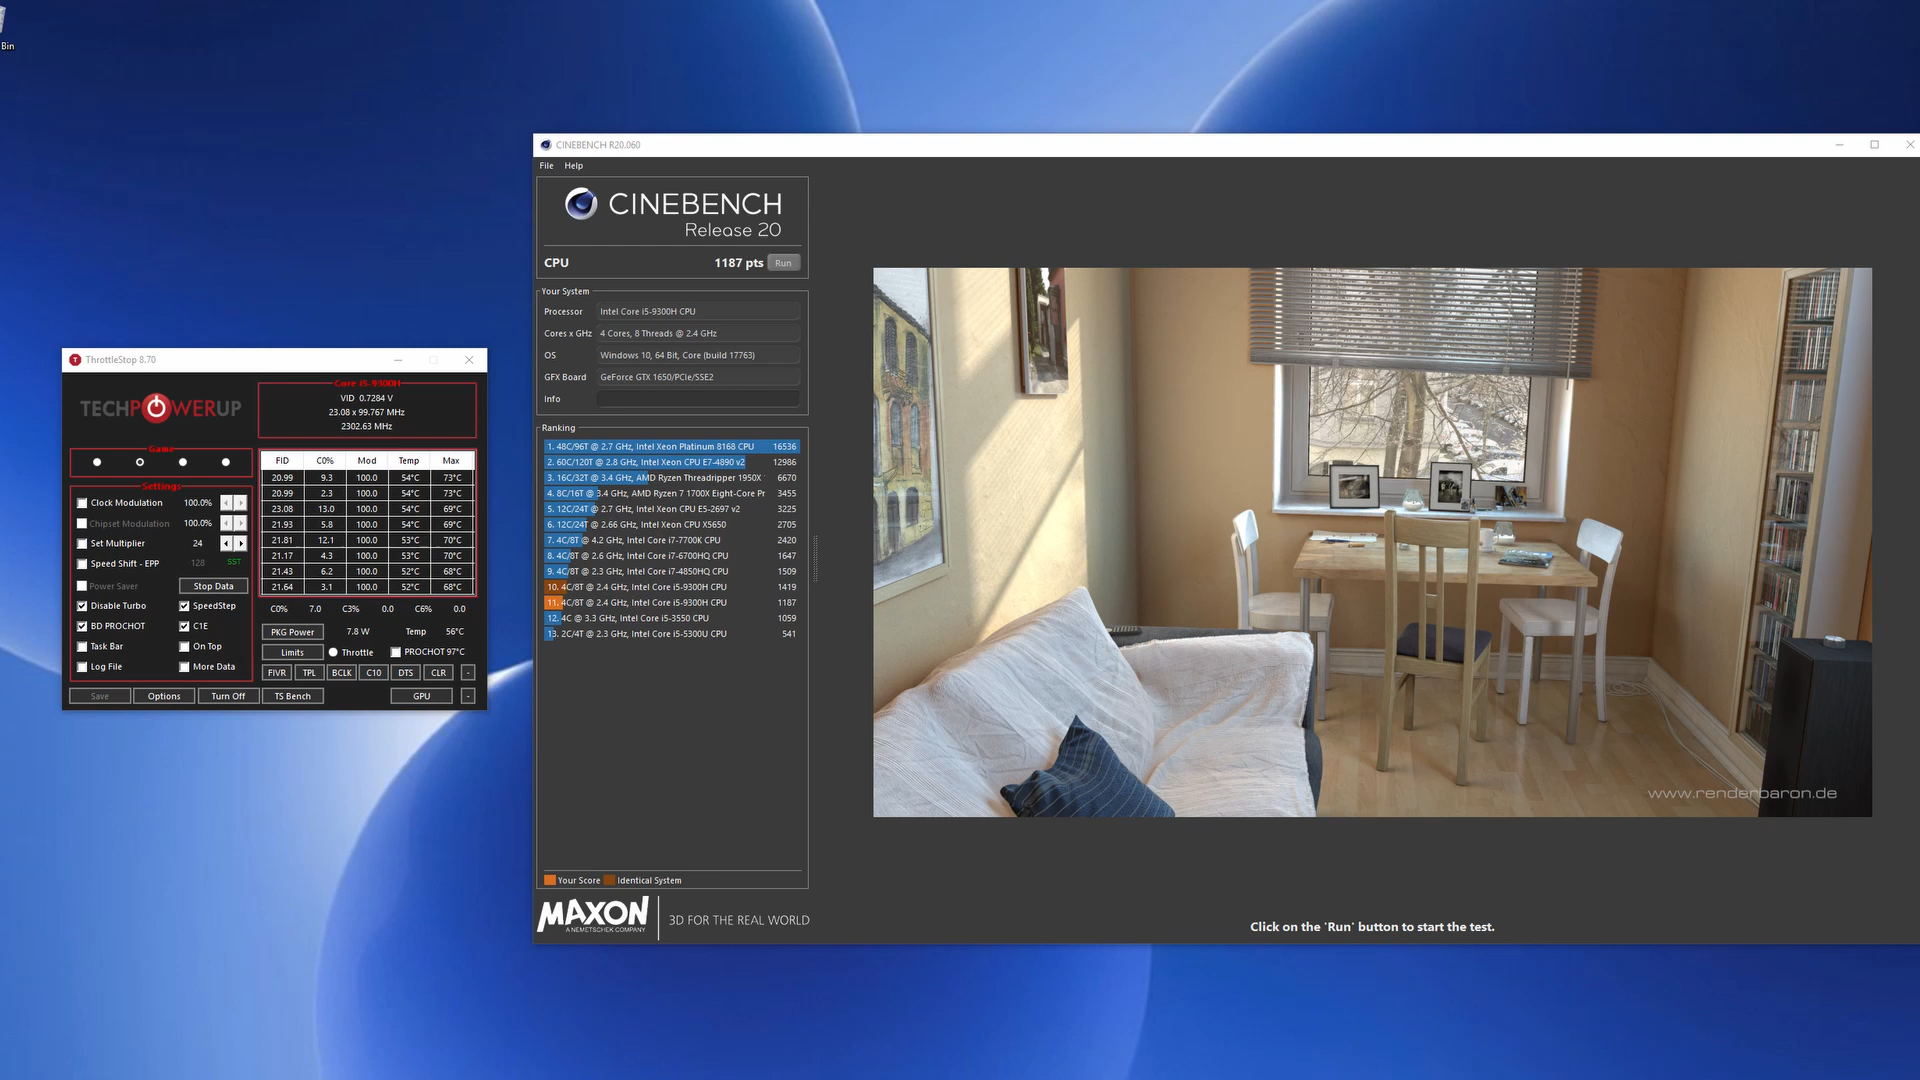 Bin
ThrottleStop 8.70
TECHPOWERUP
Core i5-9300H
VID 0.7284 V
23.08 x 99.767 MHz
2302.63 MHz
Game
Settings
Clock Modulation 100.0%
Chipset Modulation 100.0%
Set Multiplier 24
Speed Shift - EPP 128 SST
Power Saver Stop Data
Disable Turbo SpeedStep
BD PROCHOT C1E
Task Bar On Top
Log File More Data
FID C0% Mod Temp Max
20.99 9.3 100.0 54°C 73°C
20.99 2.3 100.0 54°C 73°C
23.08 13.0 100.0 54°C 69°C
21.93 5.8 100.0 54°C 69°C
21.81 12.1 100.0 53°C 70°C
21.17 4.3 100.0 53°C 70°C
21.43 6.2 100.0 52°C 68°C
21.64 3.1 100.0 52°C 68°C
C0% 7.0 C3% 0.0 C6% 0.0
PKG Power 7.8 W Temp 56°C
Limits Throttle PROCHOT 97°C
FIVR TPL BCLK C10 DTS CLR -
Save Options Turn Off TS Bench GPU -
CINEBENCH R20.060
File Help
CINEBENCH
Release 20
CPU 1187 pts Run
Your System
Processor Intel Core i5-9300H CPU
Cores x GHz 4 Cores, 8 Threads @ 2.4 GHz
OS Windows 10, 64 Bit, Core (build 17763)
GFX Board GeForce GTX 1650/PCIe/SSE2
Info
Ranking
1. 48C/96T @ 2.7 GHz, Intel Xeon Platinum 8168 CPU 16536
2. 60C/120T @ 2.8 GHz, Intel Xeon CPU E7-4890 v2 12986
3. 16C/32T @ 3.4 GHz, AMD Ryzen Threadripper 1950X 6670
4. 8C/16T @ 3.4 GHz, AMD Ryzen 7 1700X Eight-Core Pr 3455
5. 12C/24T @ 2.7 GHz, Intel Xeon CPU E5-2697 v2 3225
6. 12C/24T @ 2.66 GHz, Intel Xeon CPU X5650 2705
7. 4C/8T @ 4.2 GHz, Intel Core i7-7700K CPU 2420
8. 4C/8T @ 2.6 GHz, Intel Core i7-6700HQ CPU 1647
9. 4C/8T @ 2.3 GHz, Intel Core i7-4850HQ CPU 1509
10. 4C/8T @ 2.4 GHz, Intel Core i5-9300H CPU 1419
11. 4C/8T @ 2.4 GHz, Intel Core i5-9300H CPU 1187
12. 4C @ 3.3 GHz, Intel Core i5-3550 CPU 1059
13. 2C/4T @ 2.3 GHz, Intel Core i5-5300U CPU 541
Your Score Identical System
MAXON
A NEMETSCHEK COMPANY
3D FOR THE REAL WORLD
www.renderbaron.de
Click on the 'Run' button to start the test.